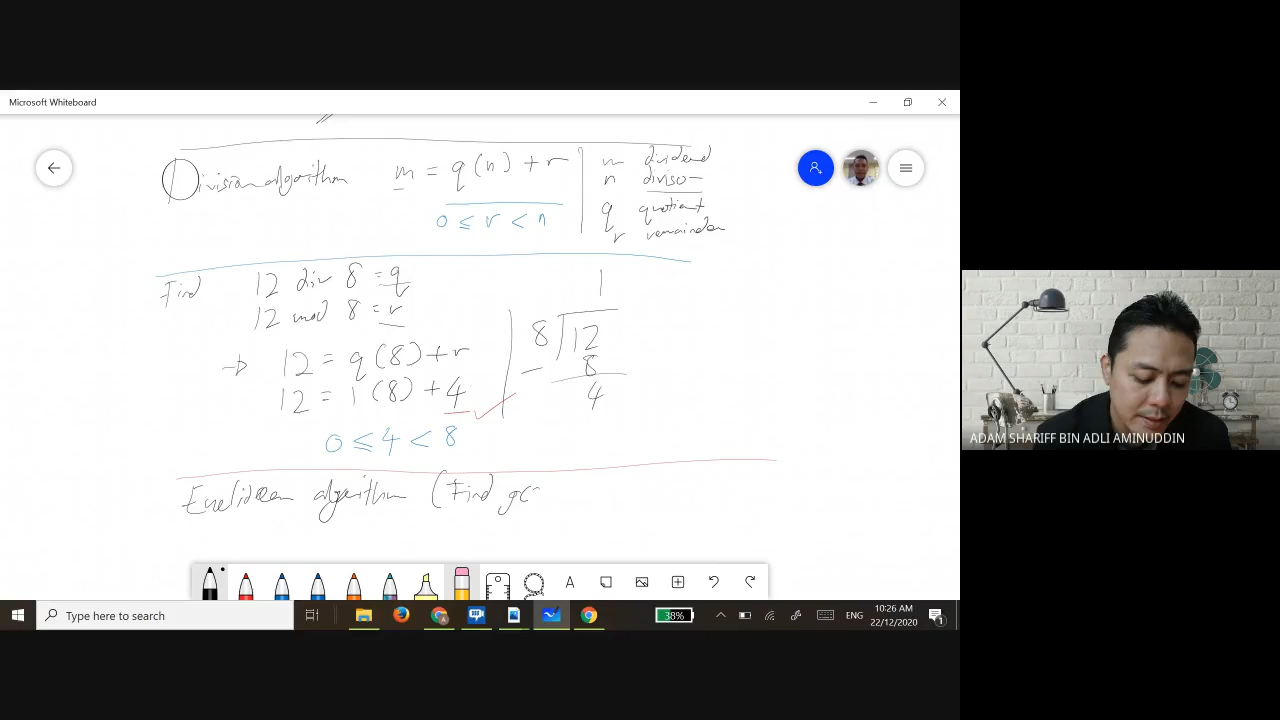 Microsoft Whiteboard
Division algorithm m = q(n) + r
0 ≤ r < n
m dividend
n divisor
q quotient
r remainder
Find 12 div 8 = q
12 mod 8 = r
→ 12 = q(8) + r
12 = 1(8) + 4
0 ≤ 4 < 8
1
8 12
− 8
4
Euclidean algorithm (Find gc
ADAM SHARIFF BIN ADLI AMINUDDIN
A
Type here to search
38%
ENG
10:26 AM
22/12/2020
1